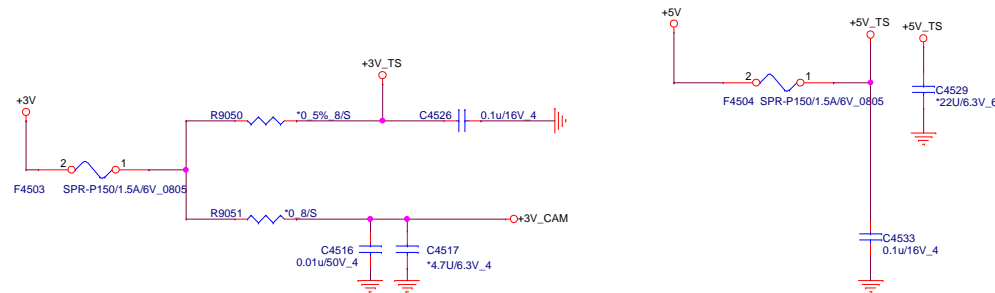 +3V
2
1
F4503
SPR-P150/1.5A/6V_0805
+3V_TS
R9050
*0_5%_8/S
C4526
0.1u/16V_4
R9051
*0_8/S
+3V_CAM
C4516
0.01u/50V_4
C4517
*4.7U/6.3V_4
+5V
2
1
F4504
SPR-P150/1.5A/6V_0805
+5V_TS
+5V_TS
C4529
*22U/6.3V_6
C4533
0.1u/16V_4